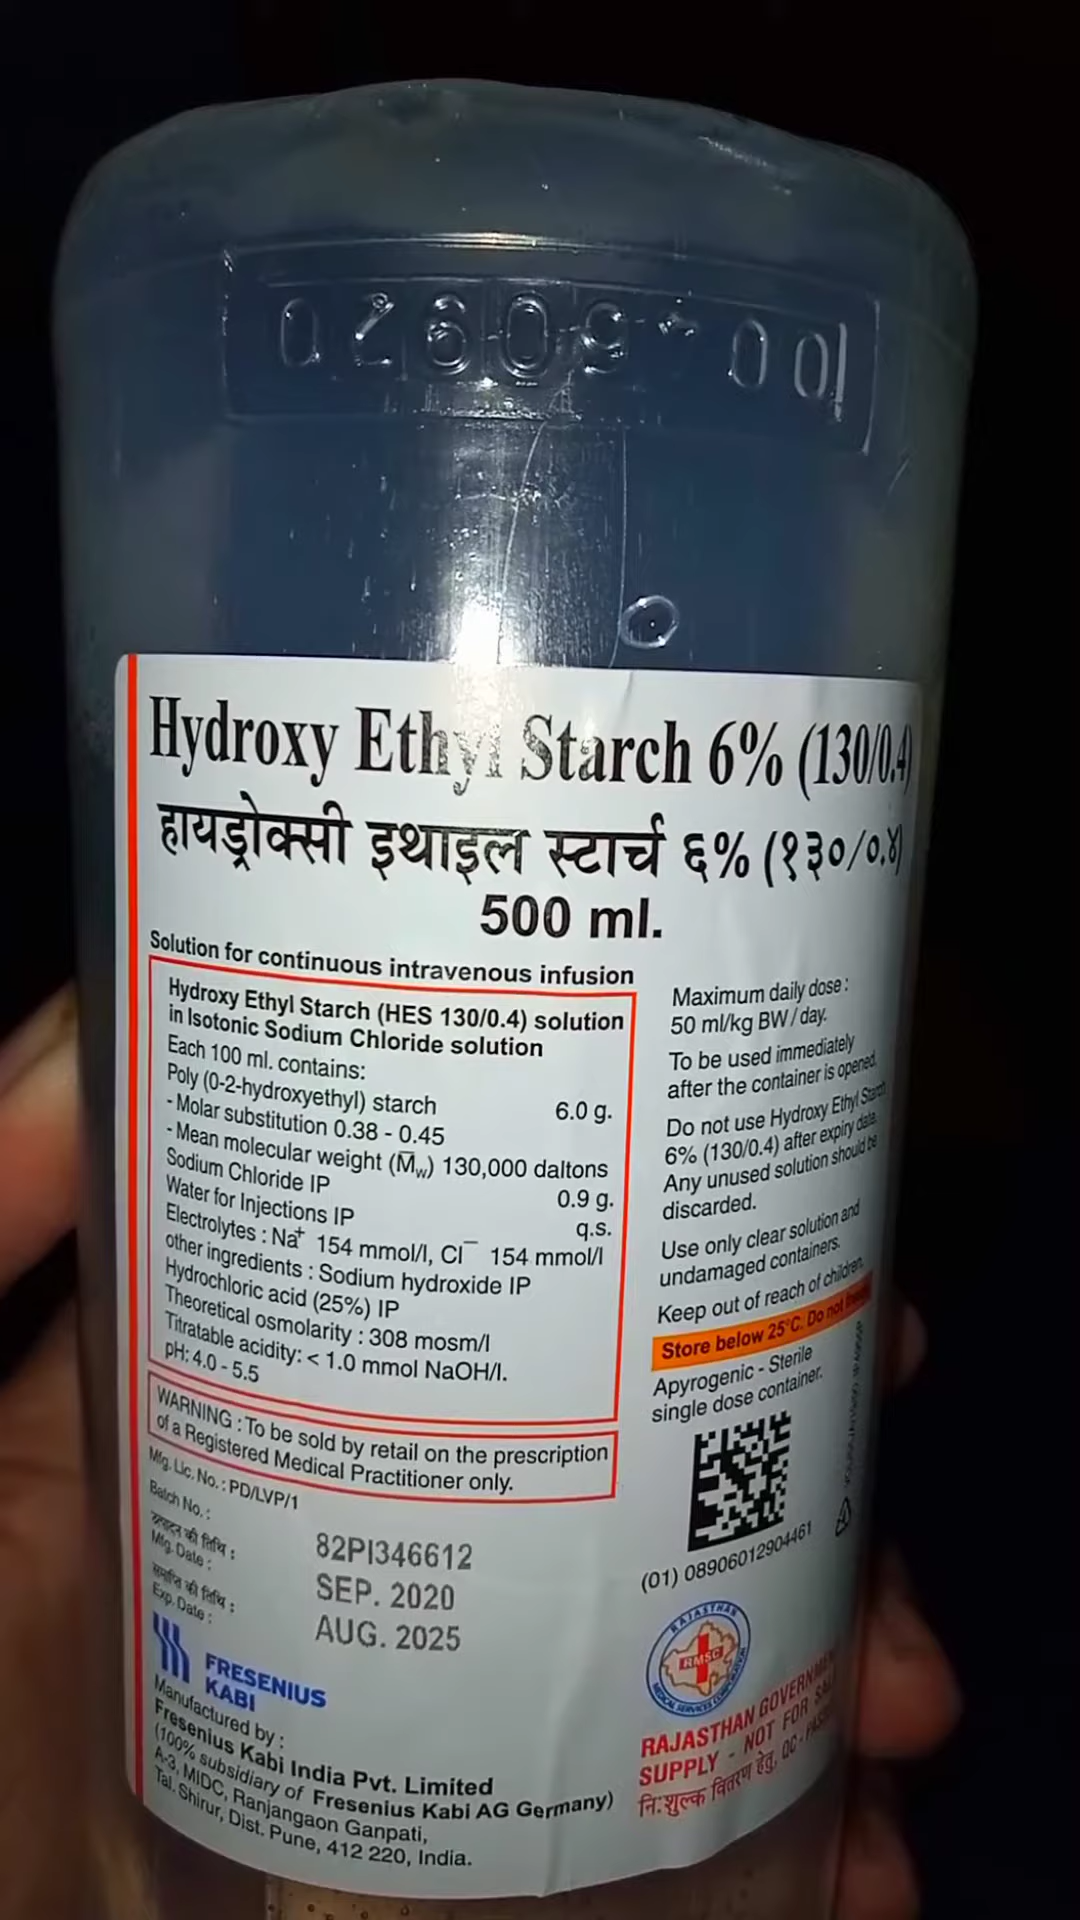 Hydroxy Ethyl Starch 6% (130/0.4)
हायड्रोक्सी इथाइल स्टार्च ६% (१३०/०.४)
500 ml.
Solution for continuous intravenous infusion
Hydroxy Ethyl Starch (HES 130/0.4) solution
in Isotonic Sodium Chloride solution
Each 100 ml. contains:
Poly (0-2-hydroxyethyl) starch 6.0 g.
- Molar substitution 0.38 - 0.45
- Mean molecular weight (M̅w) 130,000 daltons
Sodium Chloride IP 0.9 g.
Water for Injections IP q.s.
Electrolytes : Na⁺ 154 mmol/l, Cl⁻ 154 mmol/l
other ingredients : Sodium hydroxide IP
Hydrochloric acid (25%) IP
Theoretical osmolarity : 308 mosm/l
Titratable acidity: < 1.0 mmol NaOH/l.
pH: 4.0 - 5.5
WARNING : To be sold by retail on the prescription
of a Registered Medical Practitioner only.
Mfg. Lic. No. : PD/LVP/1
Batch No. : 82PI346612
उत्पादन की तिथि :
Mfg. Date : SEP. 2020
समाप्ति की तिथि :
Exp. Date : AUG. 2025
FRESENIUS
KABI
Manufactured by :
Fresenius Kabi India Pvt. Limited
(100% subsidiary of Fresenius Kabi AG Germany)
A-3, MIDC, Ranjangaon Ganpati,
Tal. Shirur, Dist. Pune, 412 220, India.
Maximum daily dose :
50 ml/kg BW / day.
To be used immediately
after the container is opened.
Do not use Hydroxy Ethyl Starch
6% (130/0.4) after expiry date.
Any unused solution should be
discarded.
Use only clear solution and
undamaged containers.
Keep out of reach of children.
Store below 25°C. Do not
Apyrogenic - Sterile
single dose container.
(01) 08906012904461
RAJASTHAN
RMSC
MEDICAL SERVICES CORPORATION
RAJASTHAN GOVERNMENT
SUPPLY - NOT FOR SALE
नि:शुल्क वितरण हेतु,